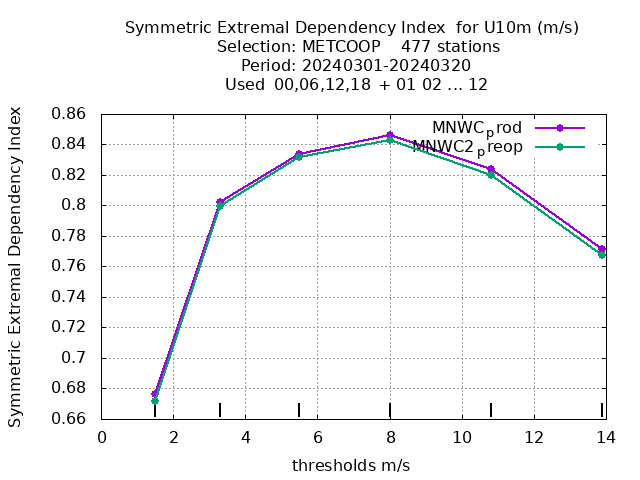 Symmetric Extremal Dependency Index for U10m (m/s)
Selection: METCOOP 477 stations
Period: 20240301-20240320
Used 00,06,12,18 + 01 02 ... 12
Symmetric Extremal Dependency Index
0.86
0.84
0.82
0.8
0.78
0.76
0.74
0.72
0.7
0.68
0.66
MNWCprod
MNWC2preop
0 2 4 6 8 10 12 14
thresholds m/s